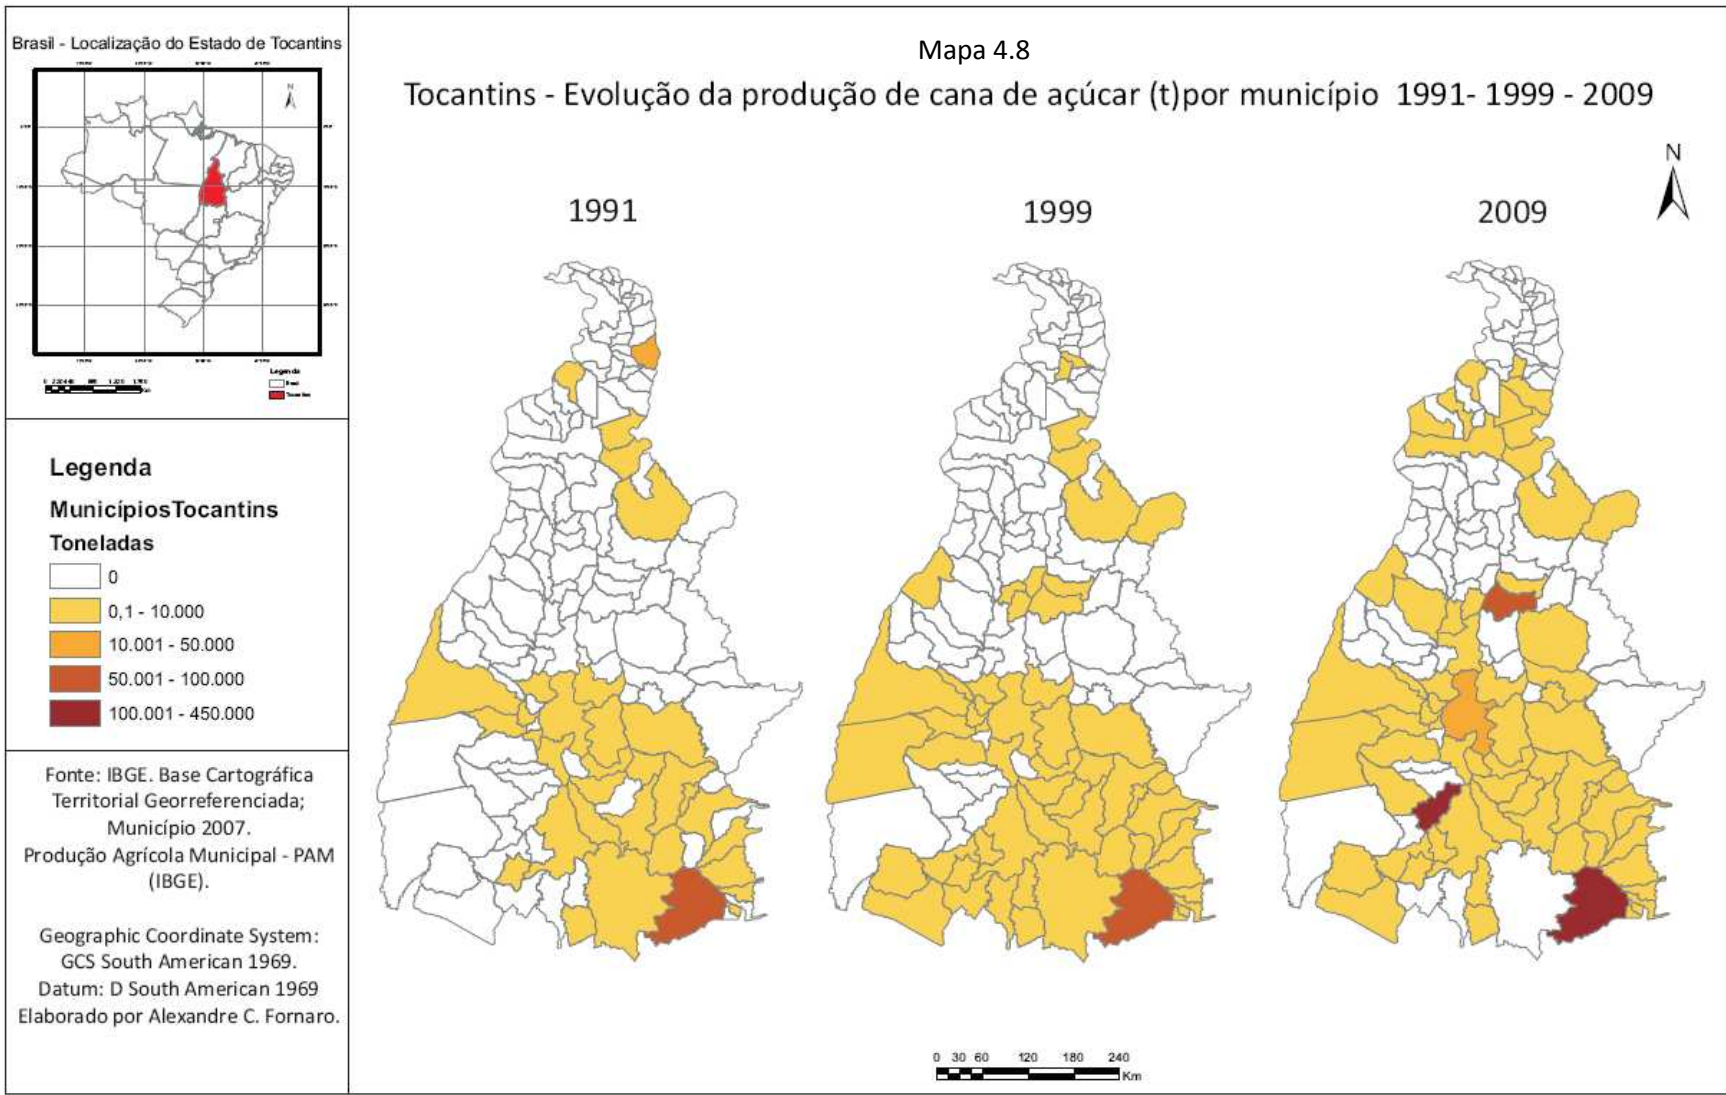 Brasil - Localização do Estado de Tocantins
N
Legenda
Brasil
Tocantins
Legenda
MunicípiosTocantins
Toneladas
0
0,1 - 10.000
10.001 - 50.000
50.001 - 100.000
100.001 - 450.000
Fonte: IBGE. Base Cartográfica
Territorial Georreferenciada;
Município 2007.
Produção Agrícola Municipal - PAM
(IBGE).
Geographic Coordinate System:
GCS South American 1969.
Datum: D South American 1969
Elaborado por Alexandre C. Fornaro.
Mapa 4.8
Tocantins - Evolução da produção de cana de açúcar (t)por município 1991- 1999 - 2009
N
1991
1999
2009
0 30 60 120 180 240
Km